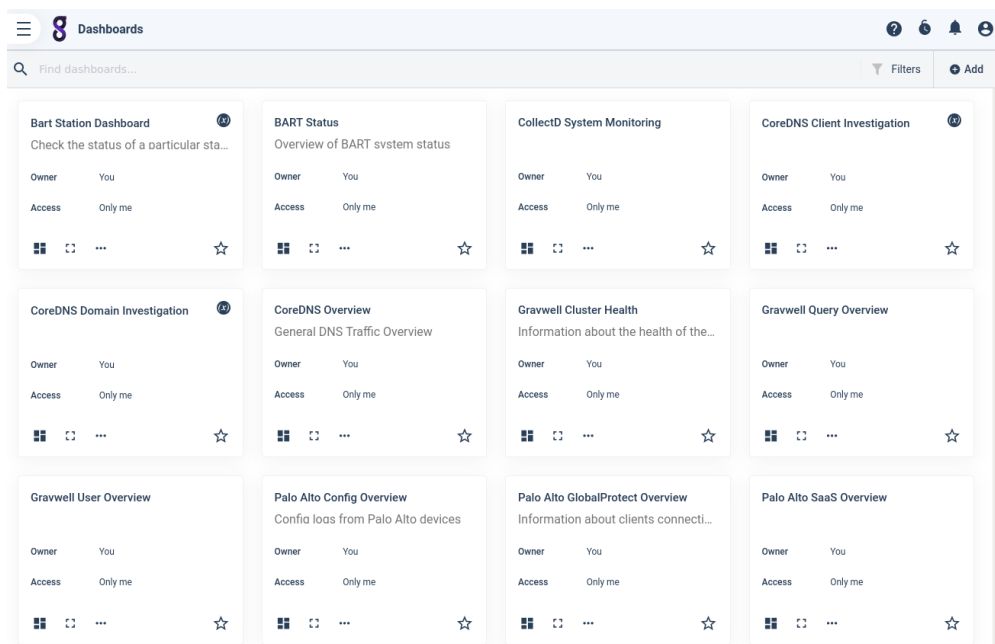 Dashboards
Find dashboards...
Filters
Add
Bart Station Dashboard
(x)
Check the status of a particular sta...
Owner You
Access Only me
BART Status
Overview of BART system status
Owner You
Access Only me
CollectD System Monitoring
Owner You
Access Only me
CoreDNS Client Investigation
(x)
Owner You
Access Only me
CoreDNS Domain Investigation
(x)
Owner You
Access Only me
CoreDNS Overview
General DNS Traffic Overview
Owner You
Access Only me
Gravwell Cluster Health
Information about the health of the...
Owner You
Access Only me
Gravwell Query Overview
Owner You
Access Only me
Gravwell User Overview
Owner You
Access Only me
Palo Alto Config Overview
Config logs from Palo Alto devices
Owner You
Access Only me
Palo Alto GlobalProtect Overview
Information about clients connecti...
Owner You
Access Only me
Palo Alto SaaS Overview
Owner You
Access Only me